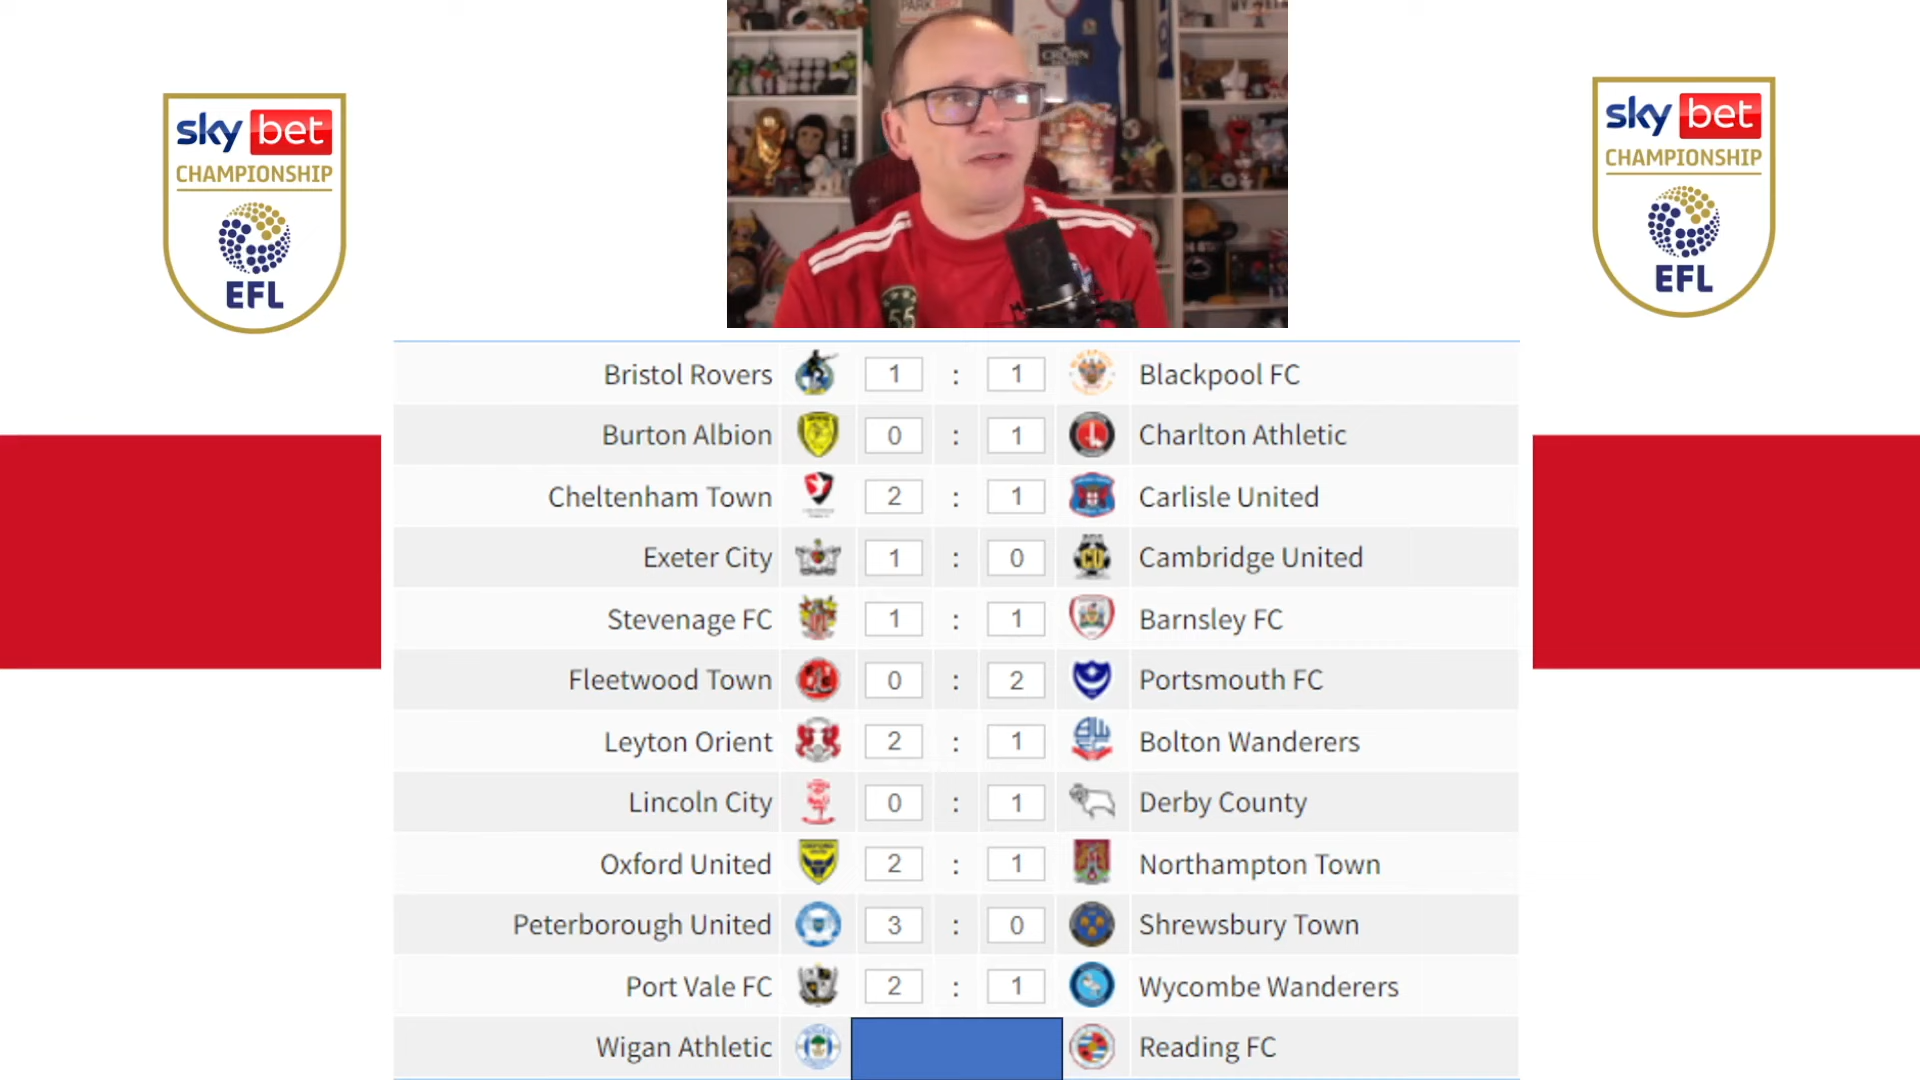 sky bet
CHAMPIONSHIP
EFL
sky bet
CHAMPIONSHIP
EFL
CROWN
55
Bristol Rovers 1 : 1 Blackpool FC
Burton Albion 0 : 1 Charlton Athletic
Cheltenham Town 2 : 1 Carlisle United
Exeter City 1 : 0 CU Cambridge United
Stevenage FC 1 : 1 Barnsley FC
Fleetwood Town 0 : 2 Portsmouth FC
Leyton Orient 2 : 1 Bolton Wanderers
Lincoln City 0 : 1 Derby County
Oxford United 2 : 1 Northampton Town
Peterborough United 3 : 0 Shrewsbury Town
Port Vale FC 2 : 1 Wycombe Wanderers
Wigan Athletic Reading FC